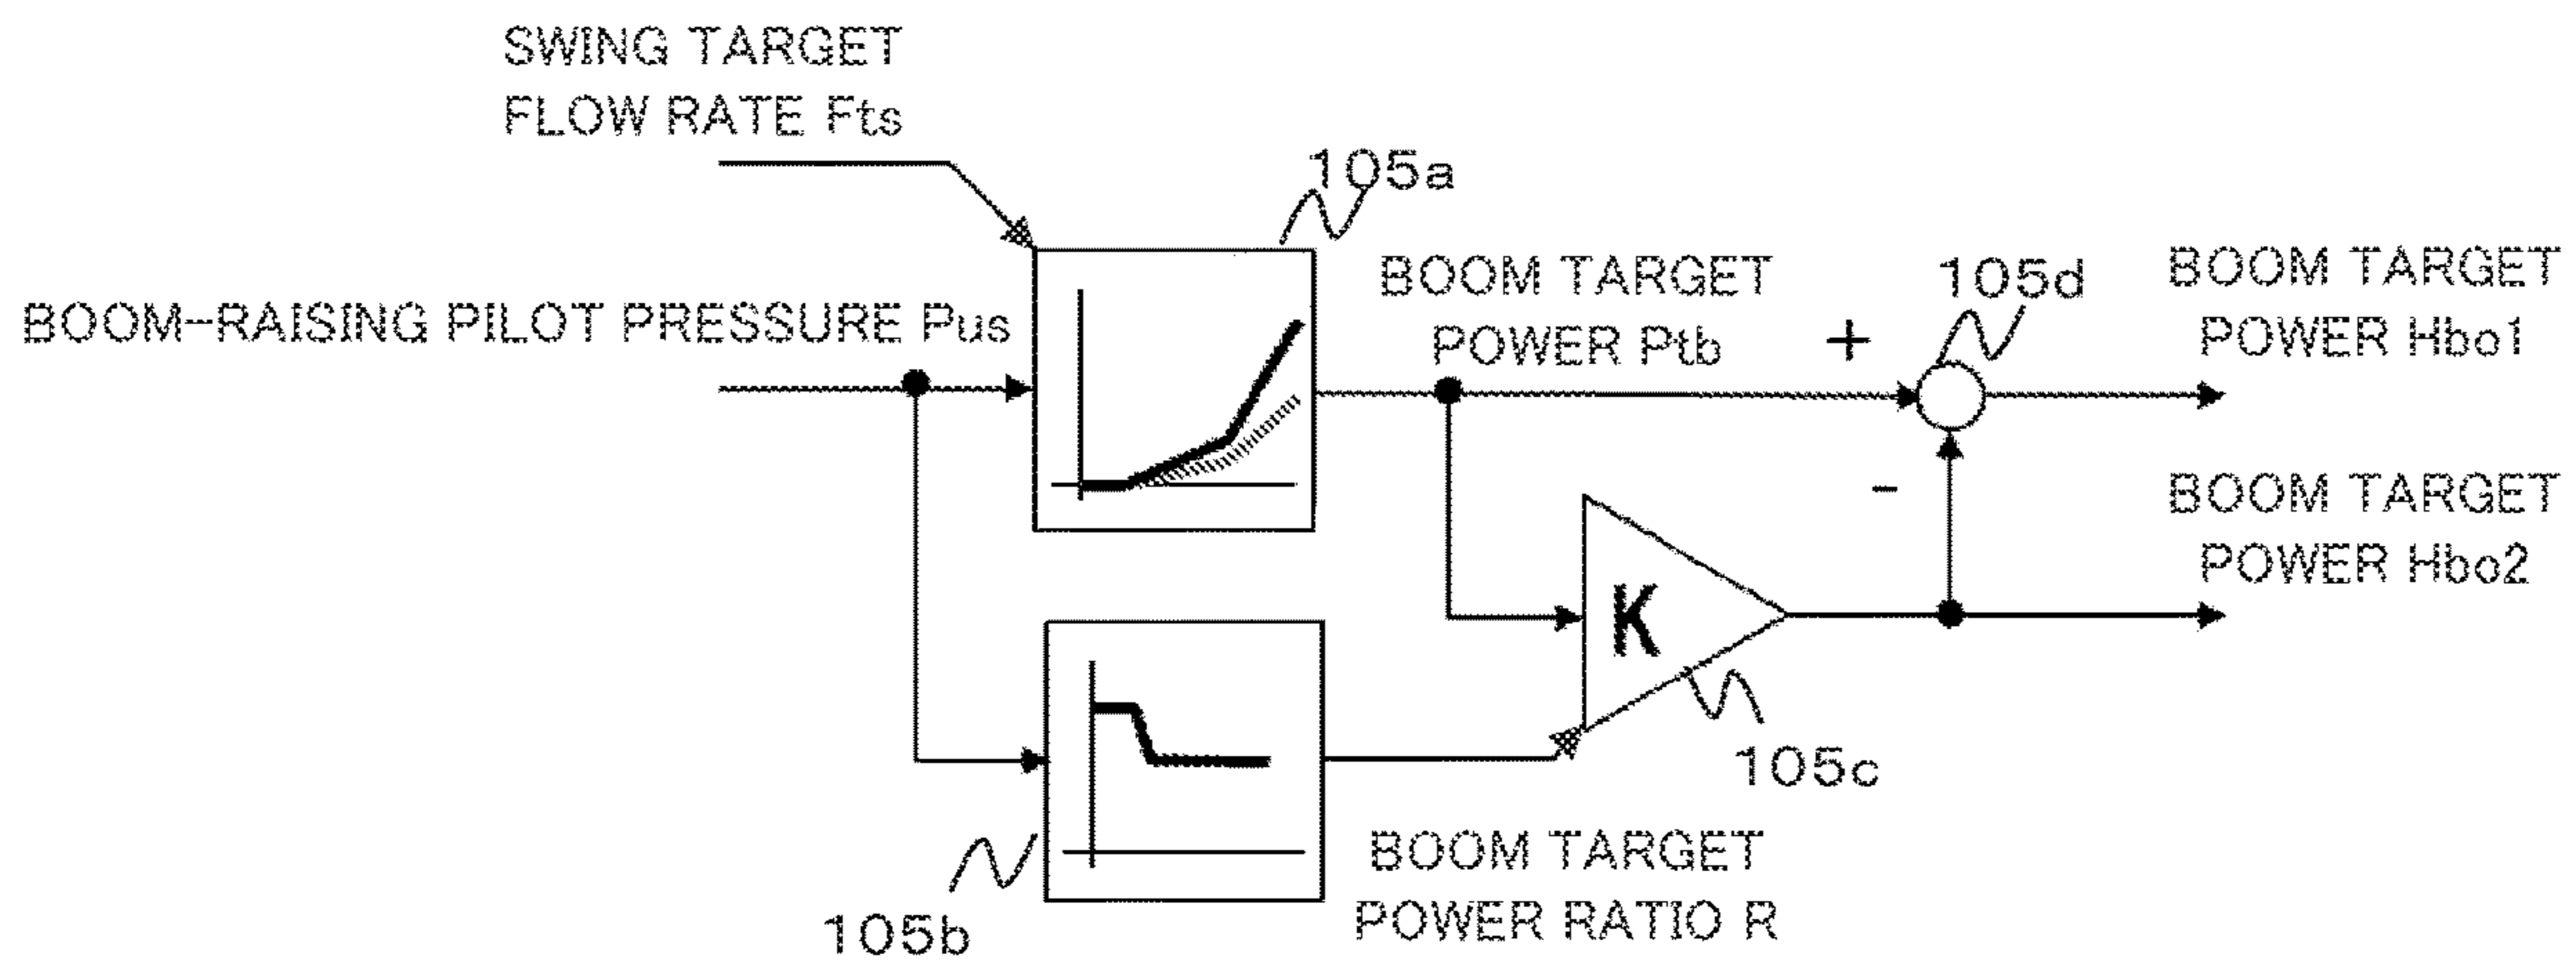 SWING TARGET
FLOW RATE Fts
105a
BOOM-RAISING PILOT PRESSURE Pus
BOOM TARGET
POWER Ptb
+
105d
BOOM TARGET
POWER Hbo1
-
BOOM TARGET
POWER Hbo2
K
105c
105b
BOOM TARGET
POWER RATIO R